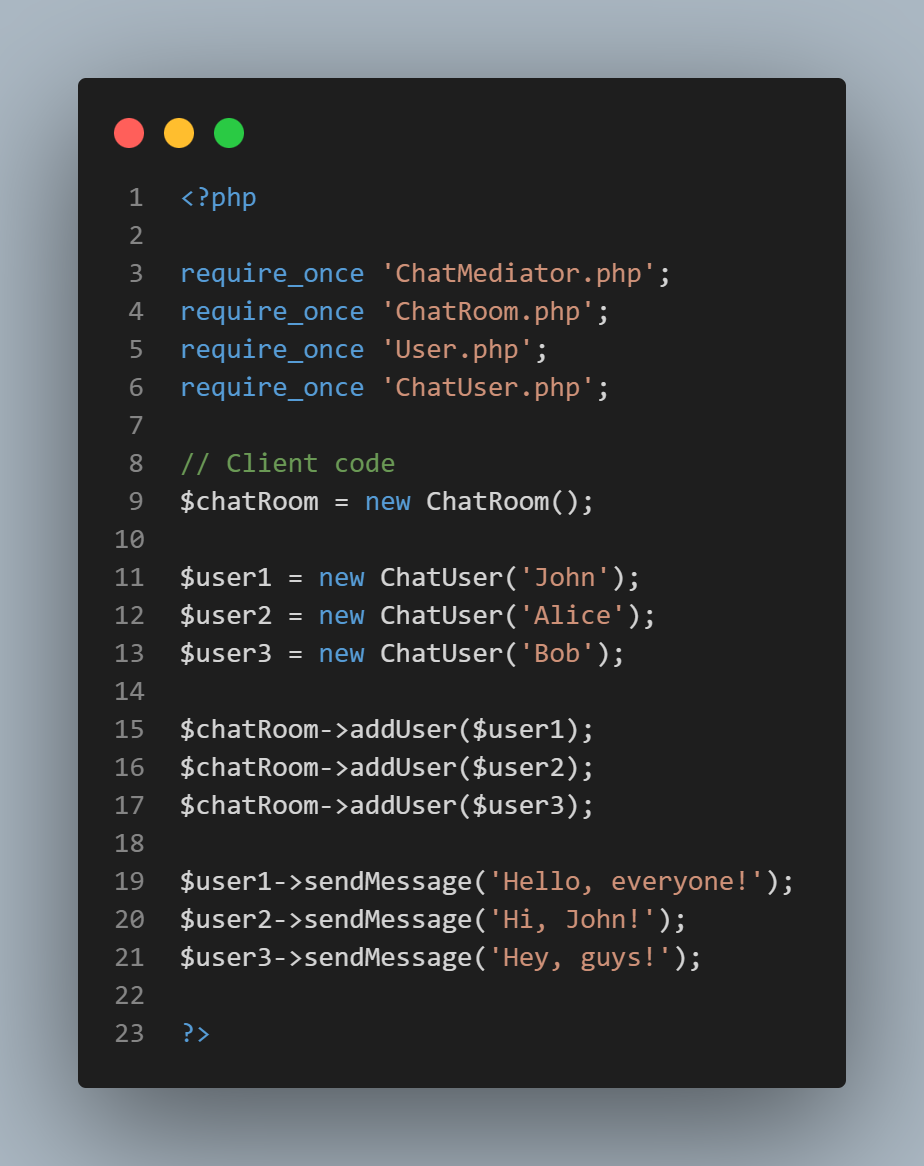 1 <?php
2
3 require_once 'ChatMediator.php';
4 require_once 'ChatRoom.php';
5 require_once 'User.php';
6 require_once 'ChatUser.php';
7
8 // Client code
9 $chatRoom = new ChatRoom();
10
11 $user1 = new ChatUser('John');
12 $user2 = new ChatUser('Alice');
13 $user3 = new ChatUser('Bob');
14
15 $chatRoom->addUser($user1);
16 $chatRoom->addUser($user2);
17 $chatRoom->addUser($user3);
18
19 $user1->sendMessage('Hello, everyone!');
20 $user2->sendMessage('Hi, John!');
21 $user3->sendMessage('Hey, guys!');
22
23 ?>